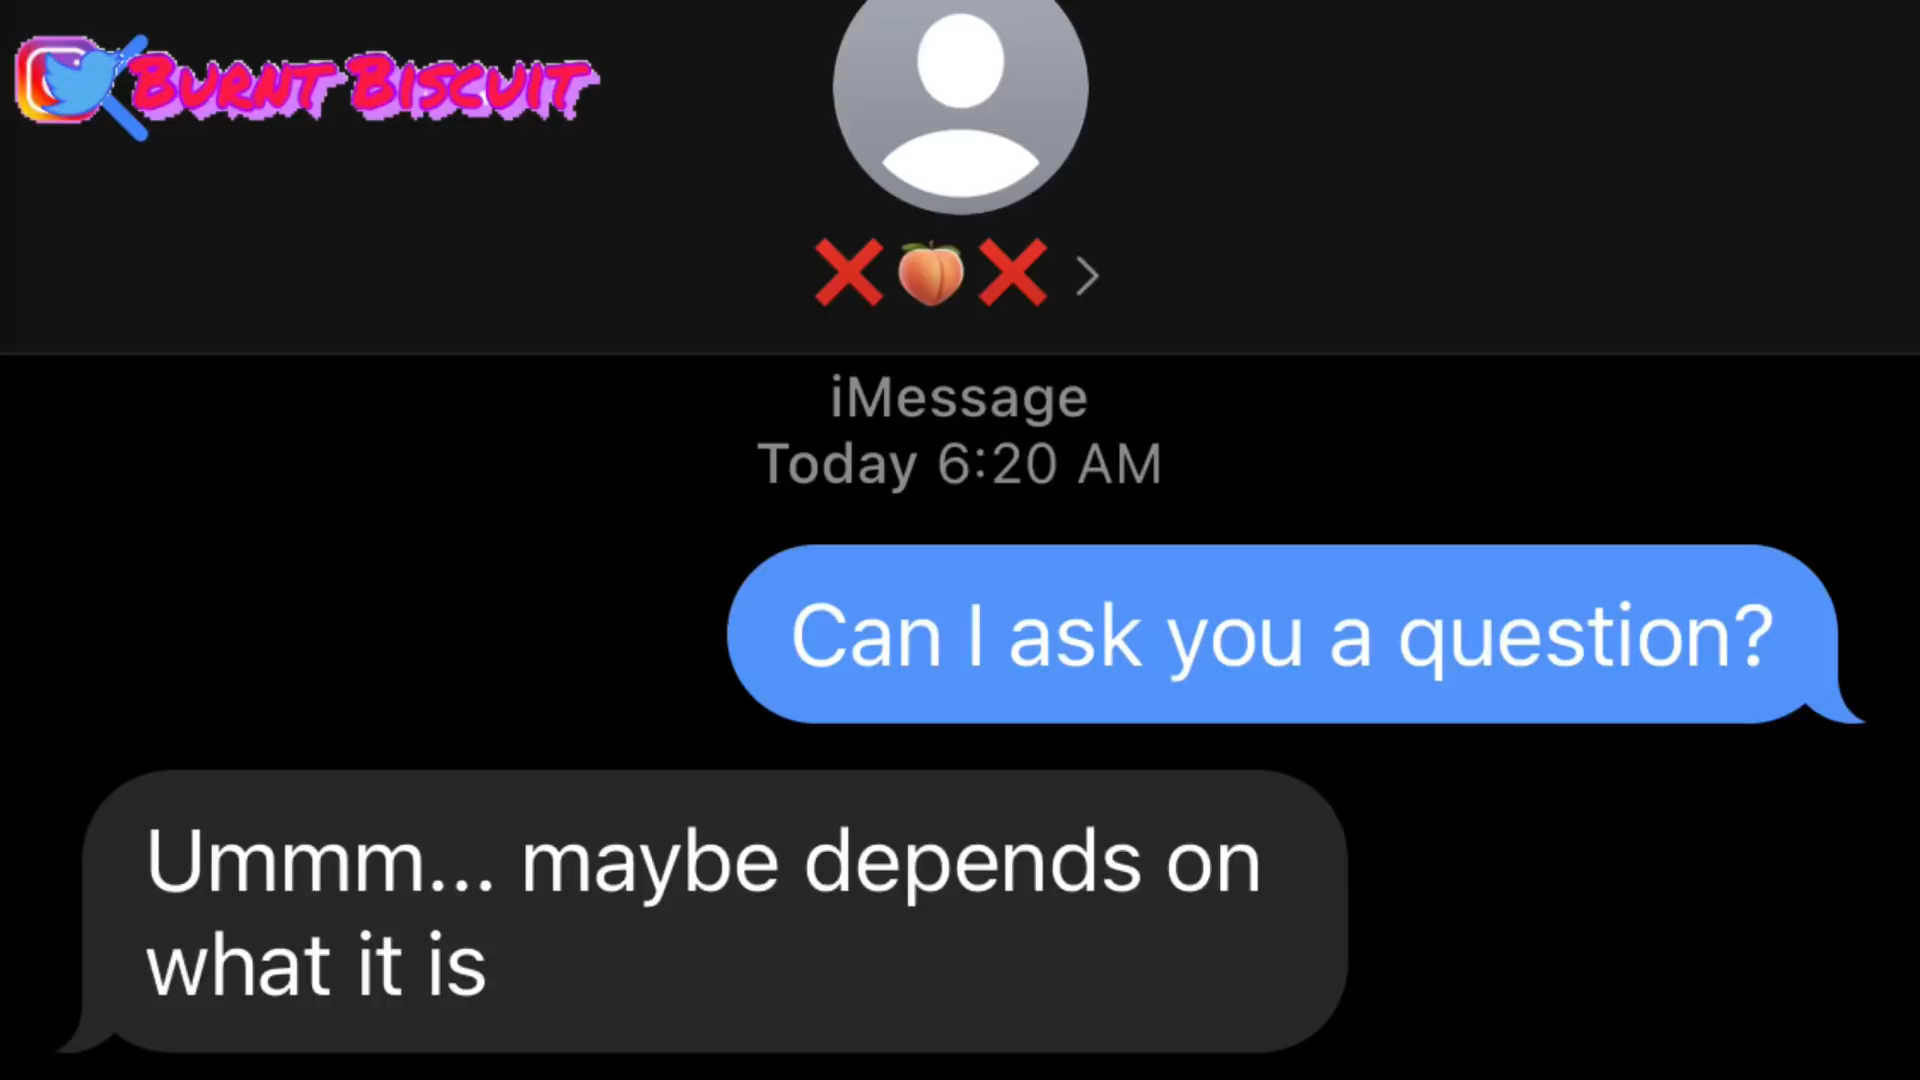 Burnt Biscuit
❌🍑❌ >
iMessage
Today 6:20 AM
Can I ask you a question?
Ummm... maybe depends on
what it is